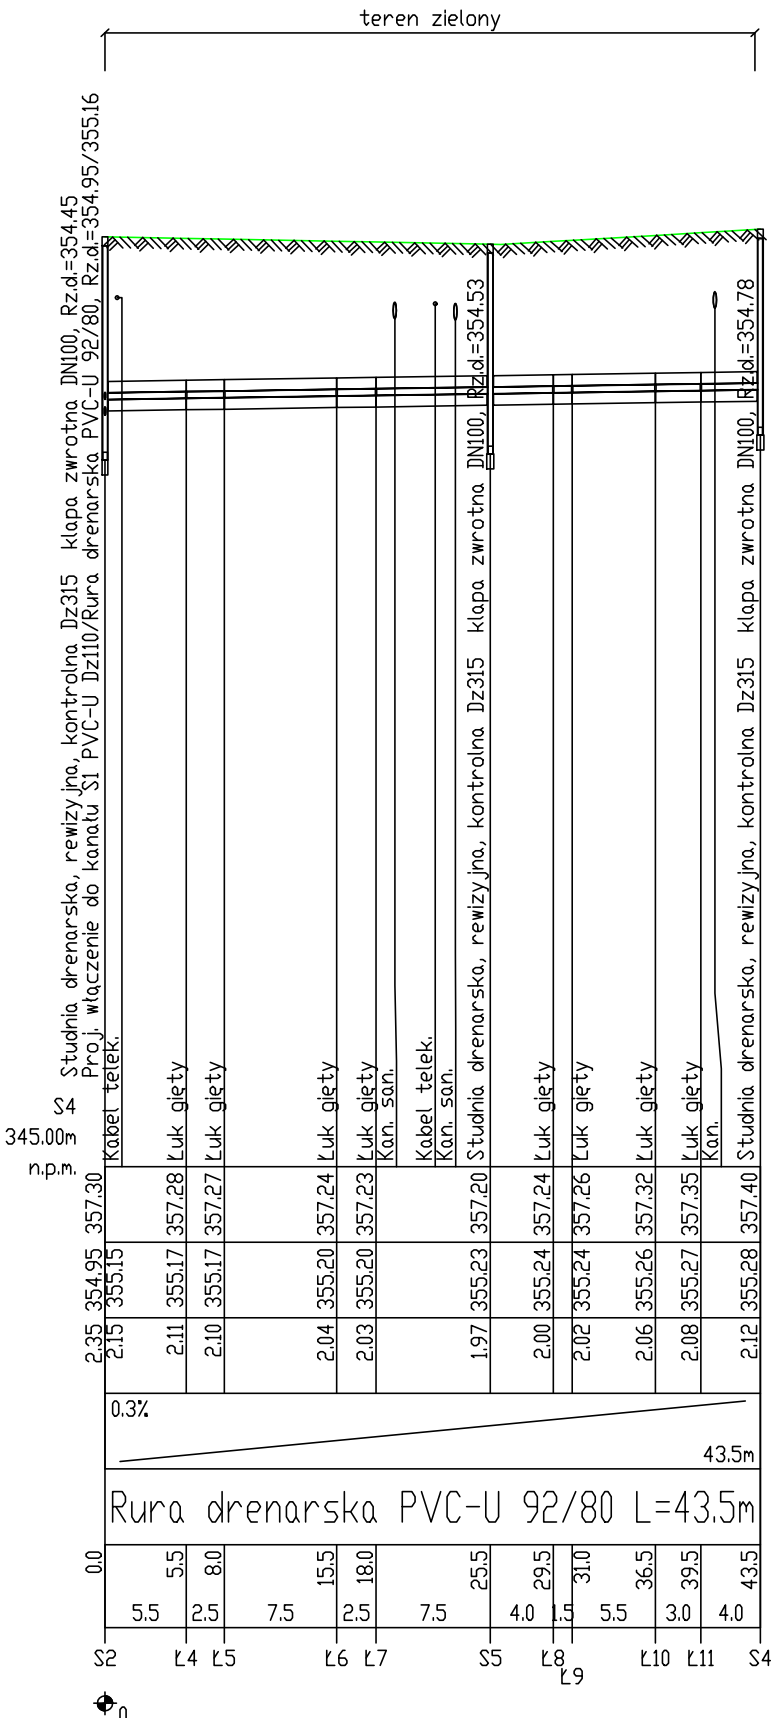 teren zielony
Studnia drenarska, rewizyjna, kontrolna Dz315 klapa zwrotna DN100, Rz.d.=354.45
Proj. włączenie do kanału S1 PVC-U Dz110/Rura drenarska PVC-U 92/80, Rz.d.=354.95/355.16
Kabel telek.
Łuk gięty
Łuk gięty
Łuk gięty
Łuk gięty
Kan. san.
Kabel telek.
Kan. san.
Studnia drenarska, rewizyjna, kontrolna Dz315 klapa zwrotna DN100, Rz.d.=354.53
Łuk gięty
Łuk gięty
Łuk gięty
Łuk gięty
Kan.
Studnia drenarska, rewizyjna, kontrolna Dz315 klapa zwrotna DN100, Rz.d.=354.78
S4
345.00m
n.p.m.
357.30 357.28 357.27 357.24 357.23 357.20 357.24 357.26 357.32 357.35 357.40
354.95 355.15 355.17 355.17 355.20 355.20 355.23 355.24 355.24 355.26 355.27 355.28
2.35 2.15 2.11 2.10 2.04 2.03 1.97 2.00 2.02 2.06 2.08 2.12
0.3%
43.5m
Rura drenarska PVC-U 92/80 L=43.5m
0.0 5.5 8.0 15.5 18.0 25.5 29.5 31.0 36.5 39.5 43.5
5.5 2.5 7.5 2.5 7.5 4.0 1.5 5.5 3.0 4.0
S2 Ł4 Ł5 Ł6 Ł7 S5 Ł8 Ł9 Ł10 Ł11 S4
0